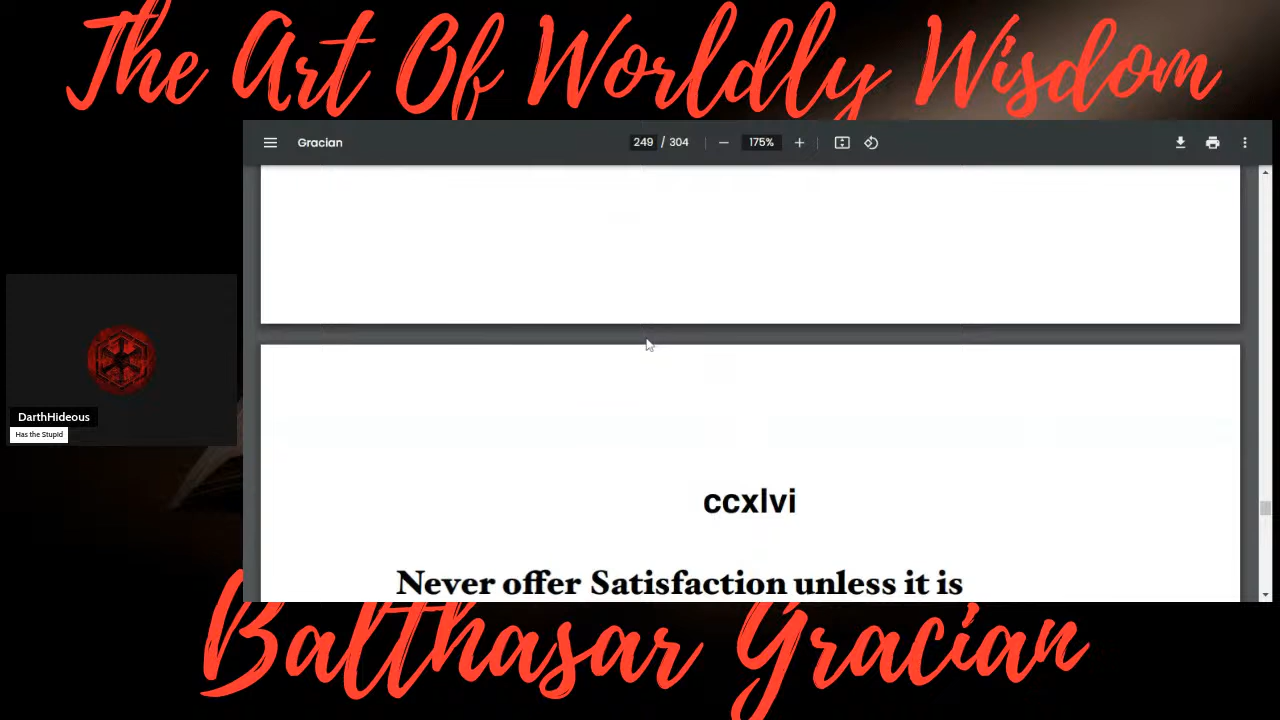 The Art Of Worldly Wisdom
Gracian
249 / 304
175%
DarthHideous
Has the Stupid
ccxlvi
Never offer Satisfaction unless it is
Balthasar Gracian